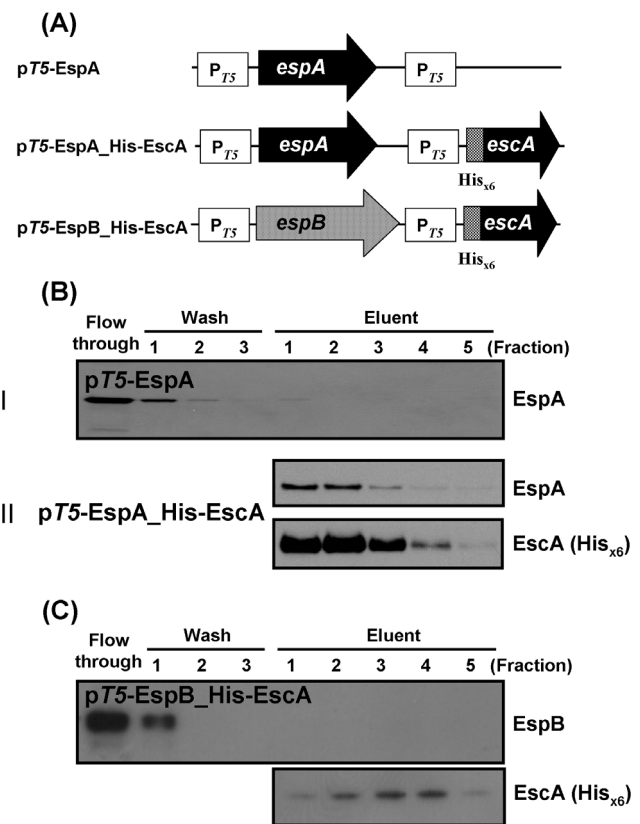 (A)
pT5-EspA
PT5 espA PT5
pT5-EspA_His-EscA
PT5 espA PT5 escA
Hisx6
pT5-EspB_His-EscA
PT5 espB PT5 escA
Hisx6
(B)
Flow through Wash Eluent
1 2 3 1 2 3 4 5 (Fraction)
I pT5-EspA EspA
EspA
II pT5-EspA_His-EscA
EscA (Hisx6)
(C)
Flow through Wash Eluent
1 2 3 1 2 3 4 5 (Fraction)
pT5-EspB_His-EscA
EspB
EscA (Hisx6)